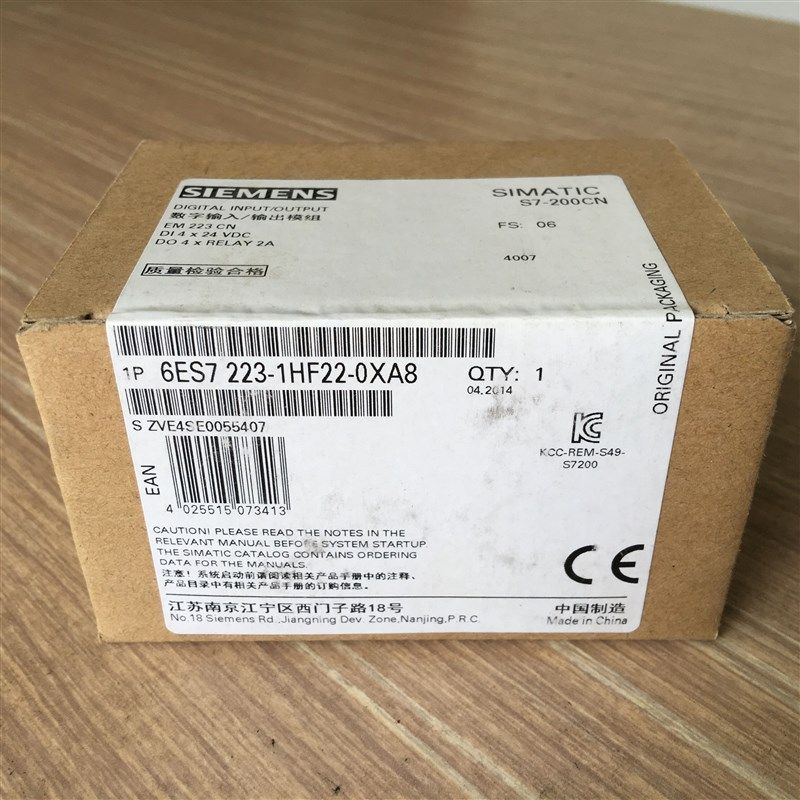 SIEMENS
DIGITAL INPUT/OUTPUT
数字输入/输出模组
EM 223 CN
DI 4 x 24 VDC
DO 4 x RELAY 2A
质量检验合格
SIMATIC
S7-200CN
FS: 06
4007
ORIGINAL PACKAGING
1P 6ES7 223-1HF22-0XA8
QTY: 1
04.2014
S ZVE4SE0055407
KCC-REM-S49-
S7200
EAN
4 025515 073413
CAUTION! PLEASE READ THE NOTES IN THE
RELEVANT MANUAL BEFORE SYSTEM STARTUP
THE SIMATIC CATALOG CONTAINS ORDERING
DATA FOR THE MANUALS.
注意! 系统启动前请阅读相关产品手册中的注释、
产品目录中有相关产品手册的订购信息。
CE
江苏南京江宁区西门子路18号
No.18 Siemens Rd.,Jiangning Dev. Zone,Nanjing,P.R.C.
中国制造
Made in China